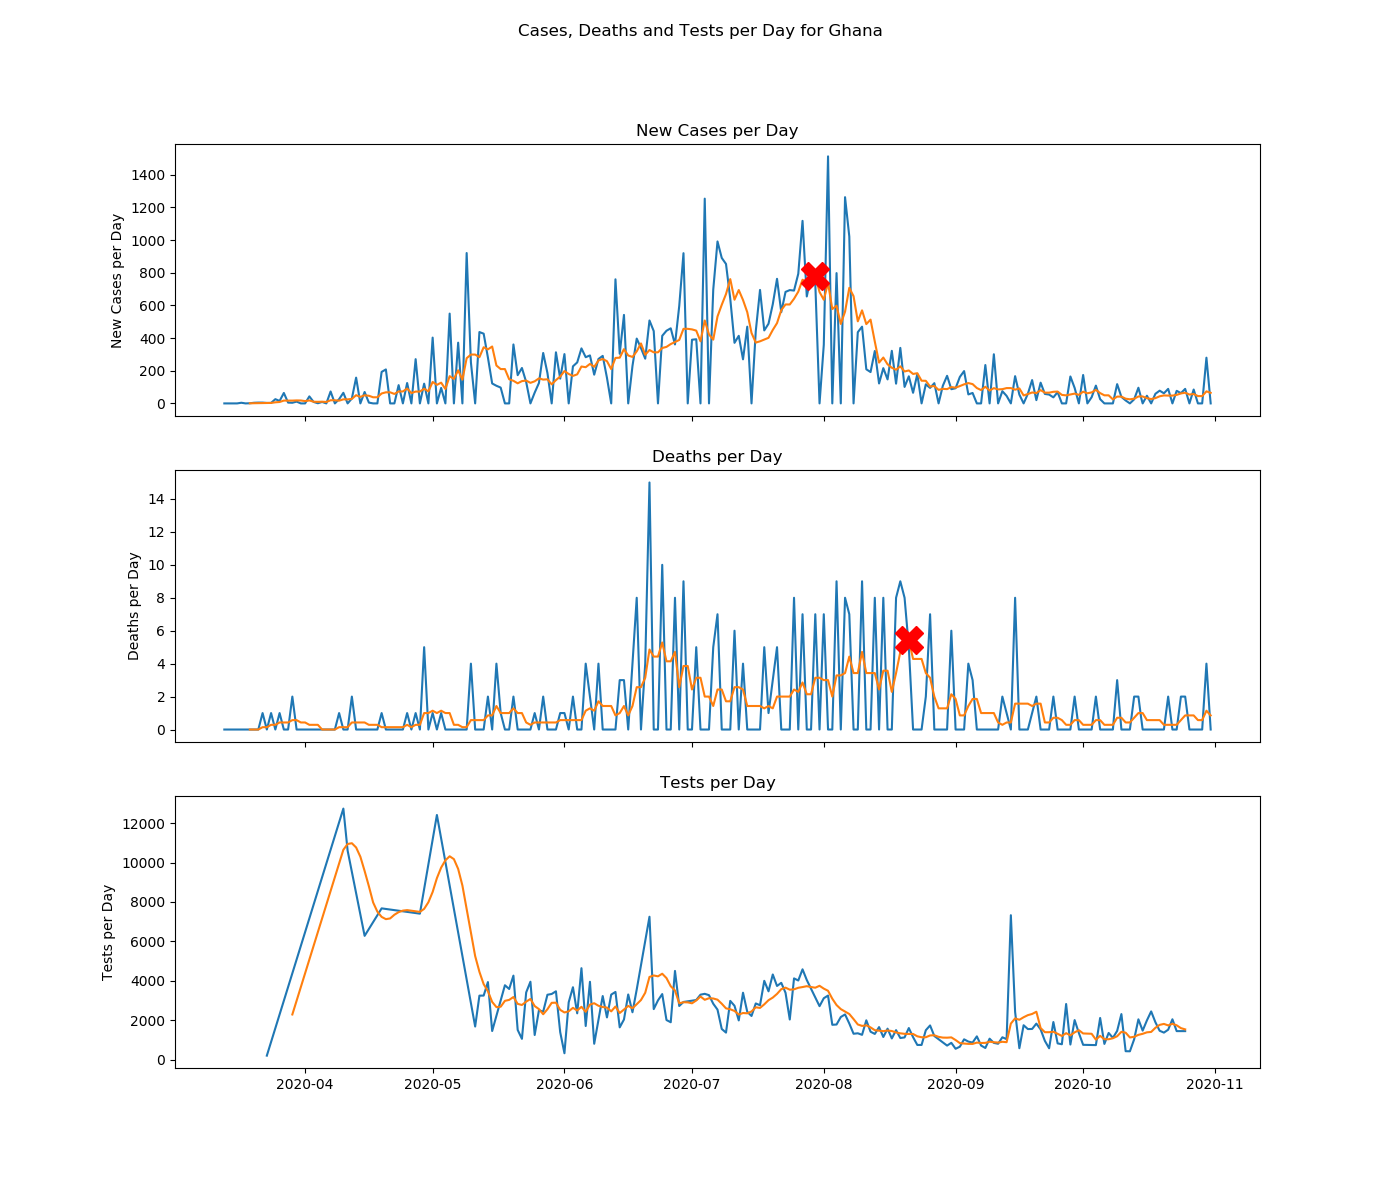 Cases, Deaths and Tests per Day for Ghana
New Cases per Day
New Cases per Day
1400
1200
1000
800
600
400
200
0
Deaths per Day
Deaths per Day
14
12
10
8
6
4
2
0
Tests per Day
Tests per Day
12000
10000
8000
6000
4000
2000
0
2020-04 2020-05 2020-06 2020-07 2020-08 2020-09 2020-10 2020-11